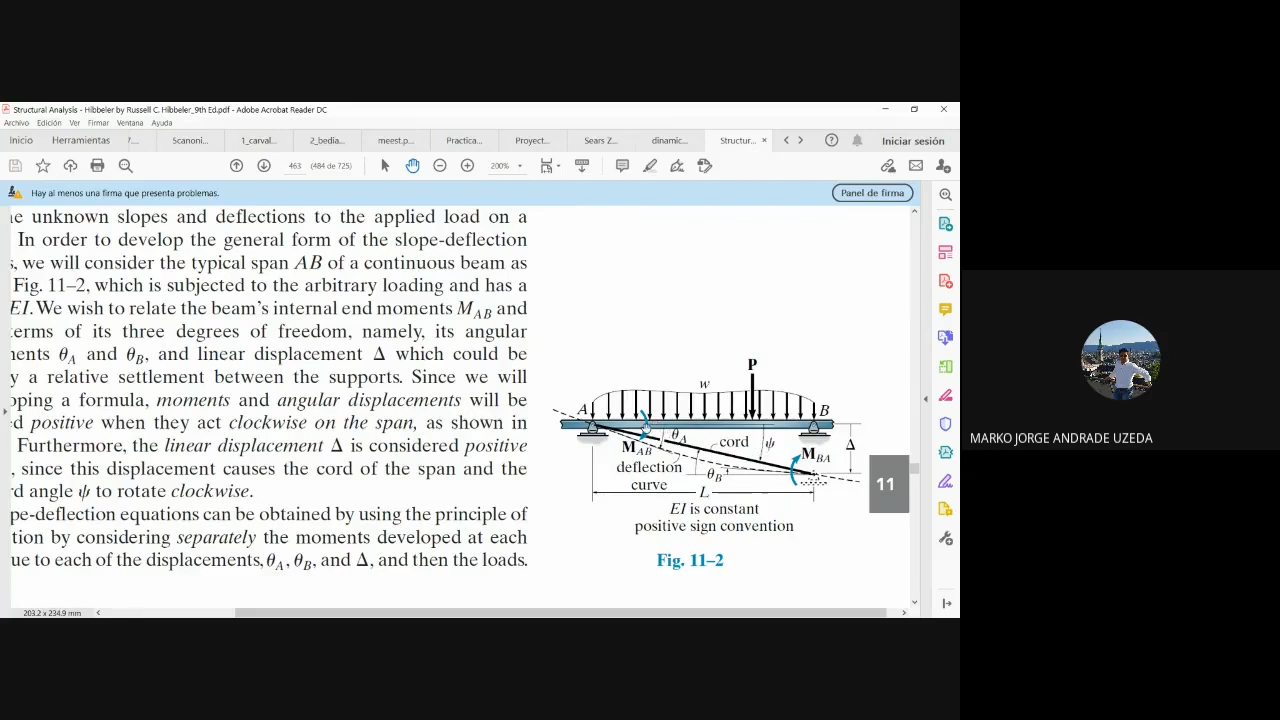 Structural Analysis - Hibbeler by Russell C. Hibbeler_9th Ed.pdf - Adobe Acrobat Reader DC
Archivo Edición Ver Firmar Ventana Ayuda
Inicio Herramientas 7... Scanoni... 1_carval... 2_bedia... meest.p... Practica... Proyect... Sears Z... dinamic... Structur... × Iniciar sesión
463 (484 de 725) 200%
Hay al menos una firma que presenta problemas. Panel de firma
e unknown slopes and deflections to the applied load on a
In order to develop the general form of the slope-deflection
s, we will consider the typical span AB of a continuous beam as
Fig. 11–2, which is subjected to the arbitrary loading and has a
EI. We wish to relate the beam's internal end moments M_AB and
erms of its three degrees of freedom, namely, its angular
ents θ_A and θ_B, and linear displacement Δ which could be
y a relative settlement between the supports. Since we will
ping a formula, moments and angular displacements will be
d positive when they act clockwise on the span, as shown in
Furthermore, the linear displacement Δ is considered positive
, since this displacement causes the cord of the span and the
d angle ψ to rotate clockwise.
pe-deflection equations can be obtained by using the principle of
tion by considering separately the moments developed at each
ue to each of the displacements, θ_A, θ_B, and Δ, and then the loads.
P
w
A B
θ_A cord ψ Δ
M_AB M_BA
deflection θ_B
curve
L
EI is constant
positive sign convention
Fig. 11–2
11
203.2 x 234.9 mm
MARKO JORGE ANDRADE UZEDA